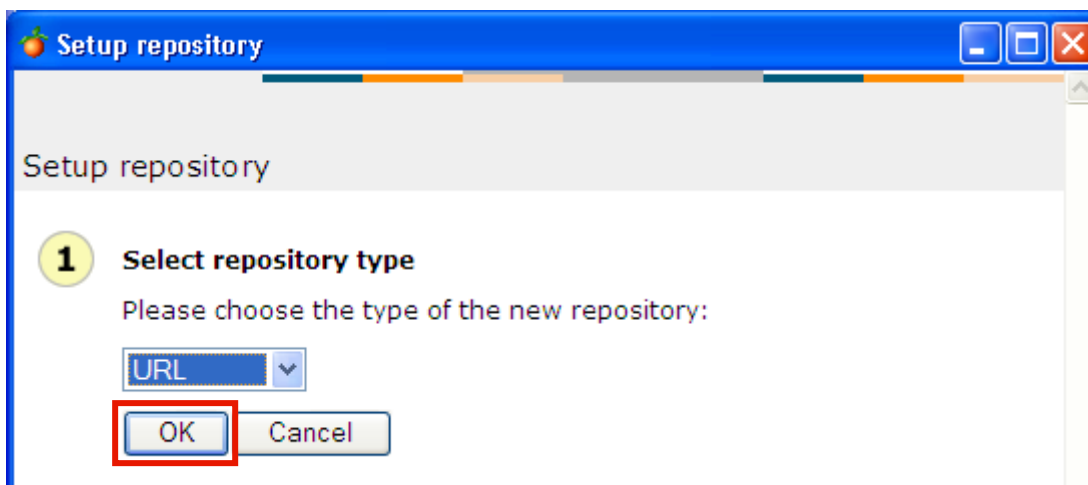 Setup repository
Setup repository
1
Select repository type
Please choose the type of the new repository:
URL
OK Cancel